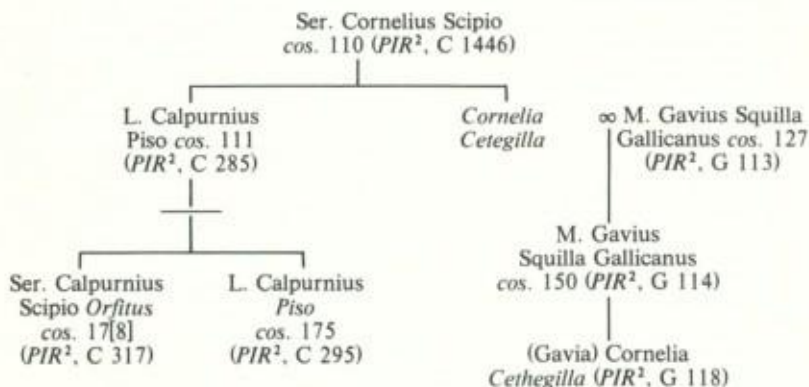 Ser. Cornelius Scipio
cos. 110 (PIR², C 1446)
L. Calpurnius
Piso cos. 111
(PIR², C 285)
Cornelia
Cetegilla
∞ M. Gavius Squilla
Gallicanus cos. 127
(PIR², G 113)
M. Gavius
Squilla Gallicanus
cos. 150 (PIR², G 114)
Ser. Calpurnius
Scipio Orfitus
cos. 17[8]
(PIR², C 317)
L. Calpurnius
Piso
cos. 175
(PIR², C 295)
(Gavia) Cornelia
Cethegilla (PIR², G 118)